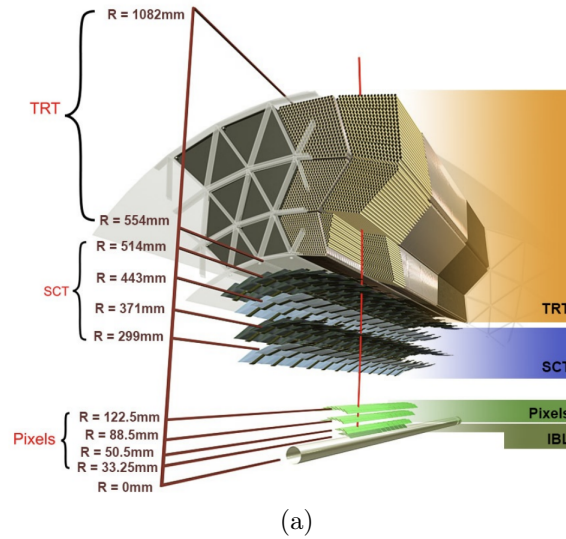 R = 1082mm
TRT
R = 554mm
R = 514mm
R = 443mm
SCT
R = 371mm
R = 299mm
TRT
SCT
R = 122.5mm
Pixels
R = 88.5mm
IBL
Pixels
R = 50.5mm
R = 33.25mm
R = 0mm
(a)